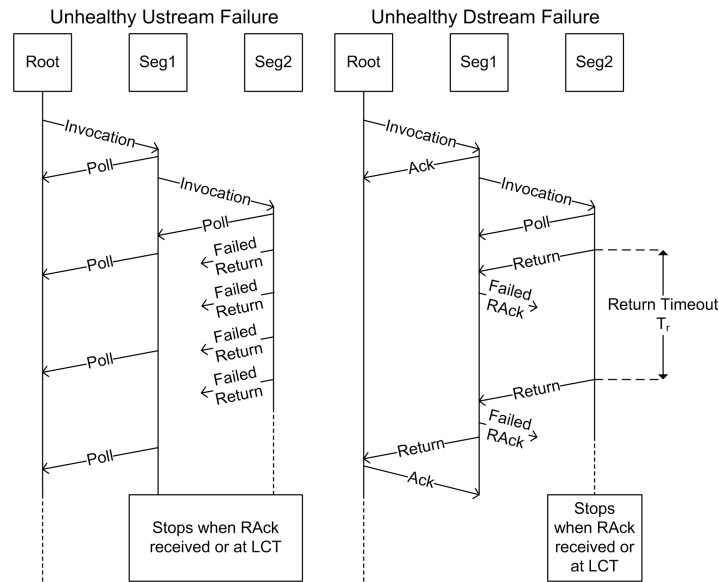 Unhealthy Ustream Failure
Root
Seg1
Seg2
Invocation
Poll
Invocation
Poll
Poll
Failed
Return
Failed
Return
Failed
Return
Poll
Failed
Return
Poll
Stops when RAck
received or at LCT
Unhealthy Dstream Failure
Root
Seg1
Seg2
Invocation
Ack
Invocation
Poll
Return
Failed
RAck
Return Timeout
Tr
Return
Failed
RAck
Return
Ack
Stops
when RAck
received or
at LCT